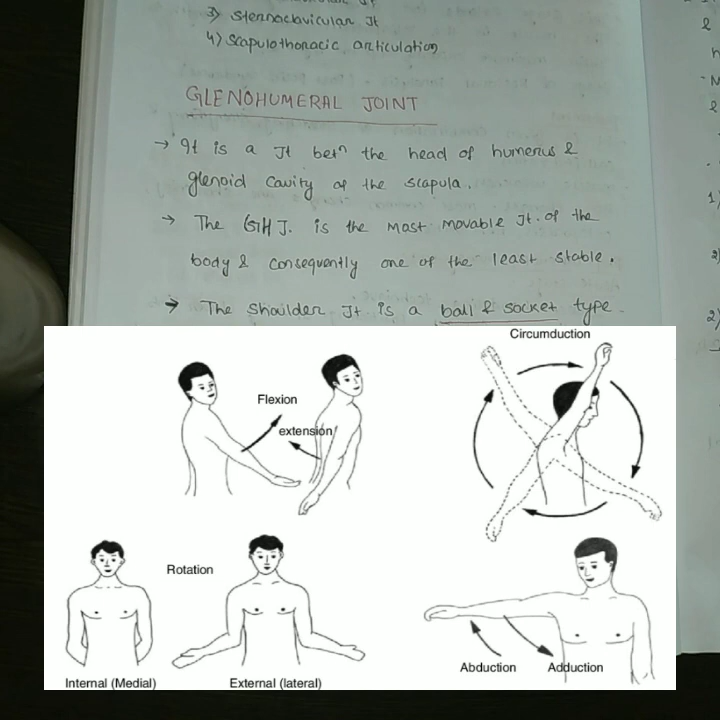 3) Sternoclavicular Jt
4) Scapulothoracic articulation
GLENOHUMERAL JOINT
→ It is a Jt betn the head of humerus &
glenoid cavity of the scapula.
→ The GH J. is the most movable Jt. of the
body & consequently one of the least stable.
→ The shoulder Jt is a ball & socket type.
Circumduction
Flexion
extension
Rotation
Internal (Medial)
External (lateral)
Abduction
Adduction